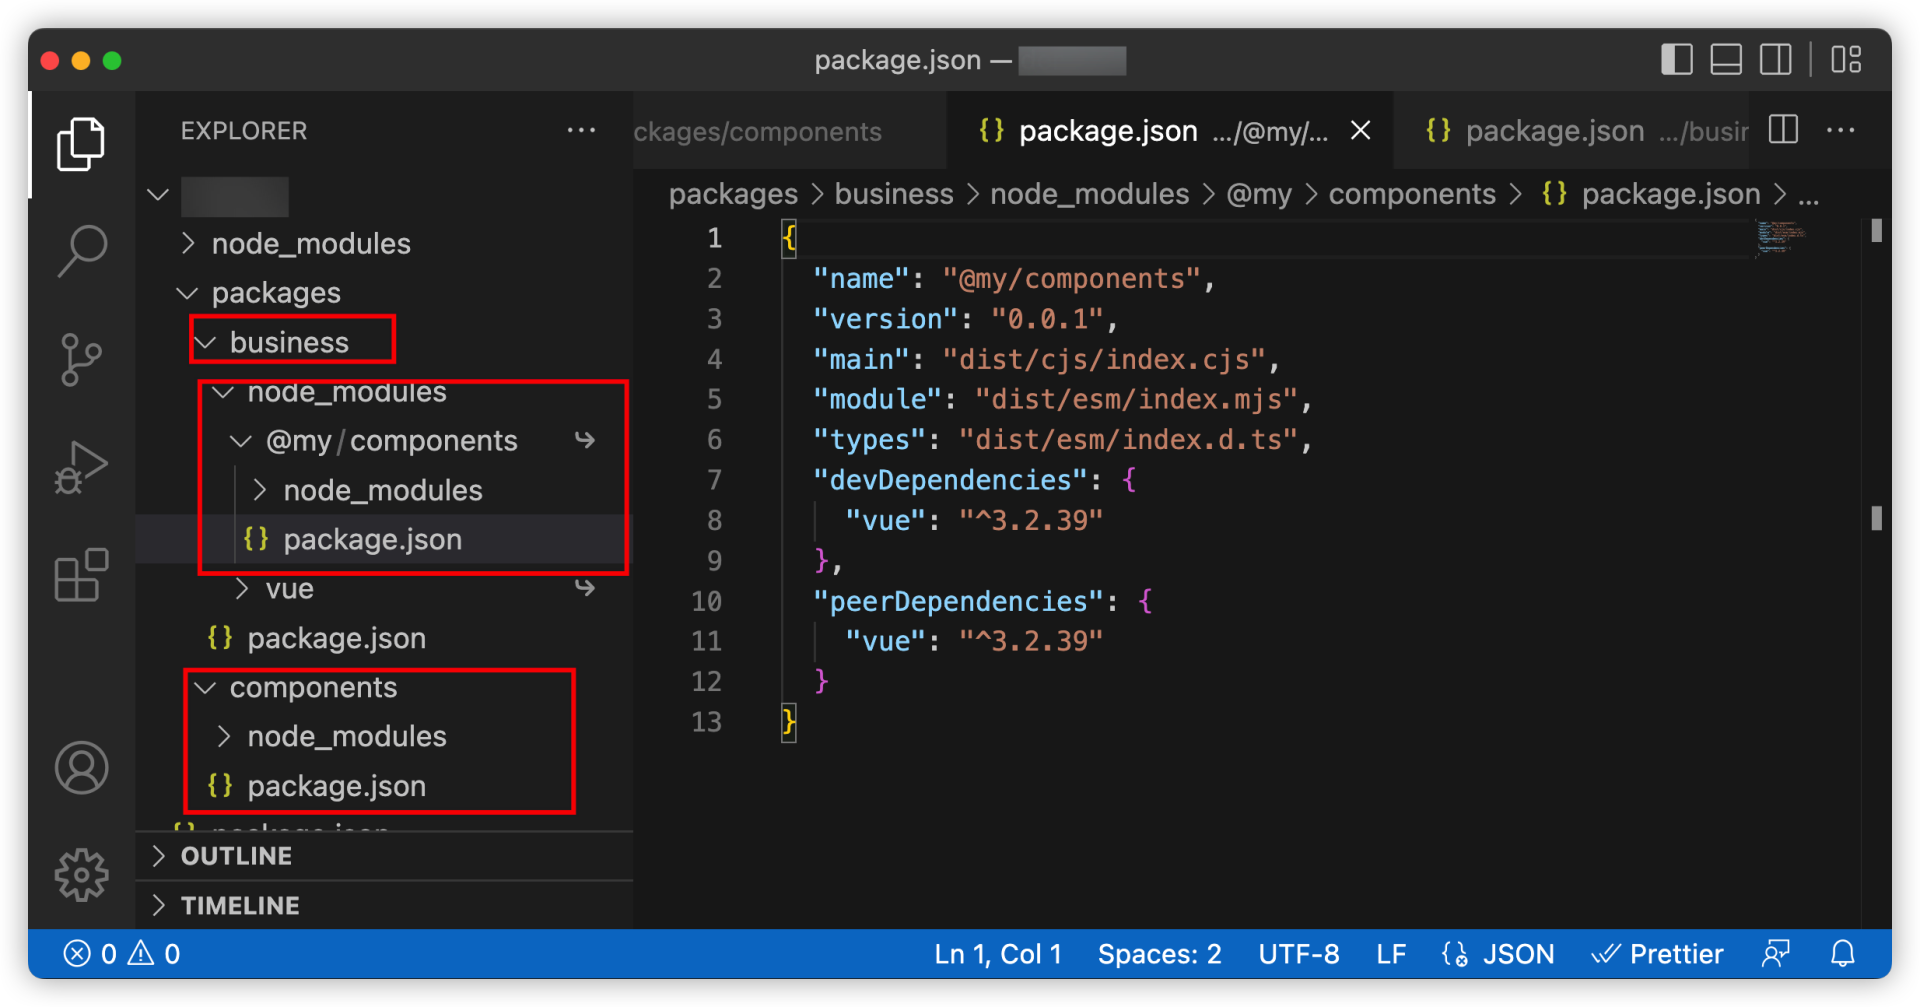 package.json —
EXPLORER
node_modules
packages
business
node_modules
@my/components
node_modules
package.json
vue
package.json
components
node_modules
package.json
package.json
OUTLINE
TIMELINE
ckages/components
package.json .../@my/...
package.json .../busir
packages > business > node_modules > @my > components > {} package.json > ...
1 {
2 "name": "@my/components",
3 "version": "0.0.1",
4 "main": "dist/cjs/index.cjs",
5 "module": "dist/esm/index.mjs",
6 "types": "dist/esm/index.d.ts",
7 "devDependencies": {
8 "vue": "^3.2.39"
9 },
10 "peerDependencies": {
11 "vue": "^3.2.39"
12 }
13 }
0 0 Ln 1, Col 1 Spaces: 2 UTF-8 LF JSON Prettier